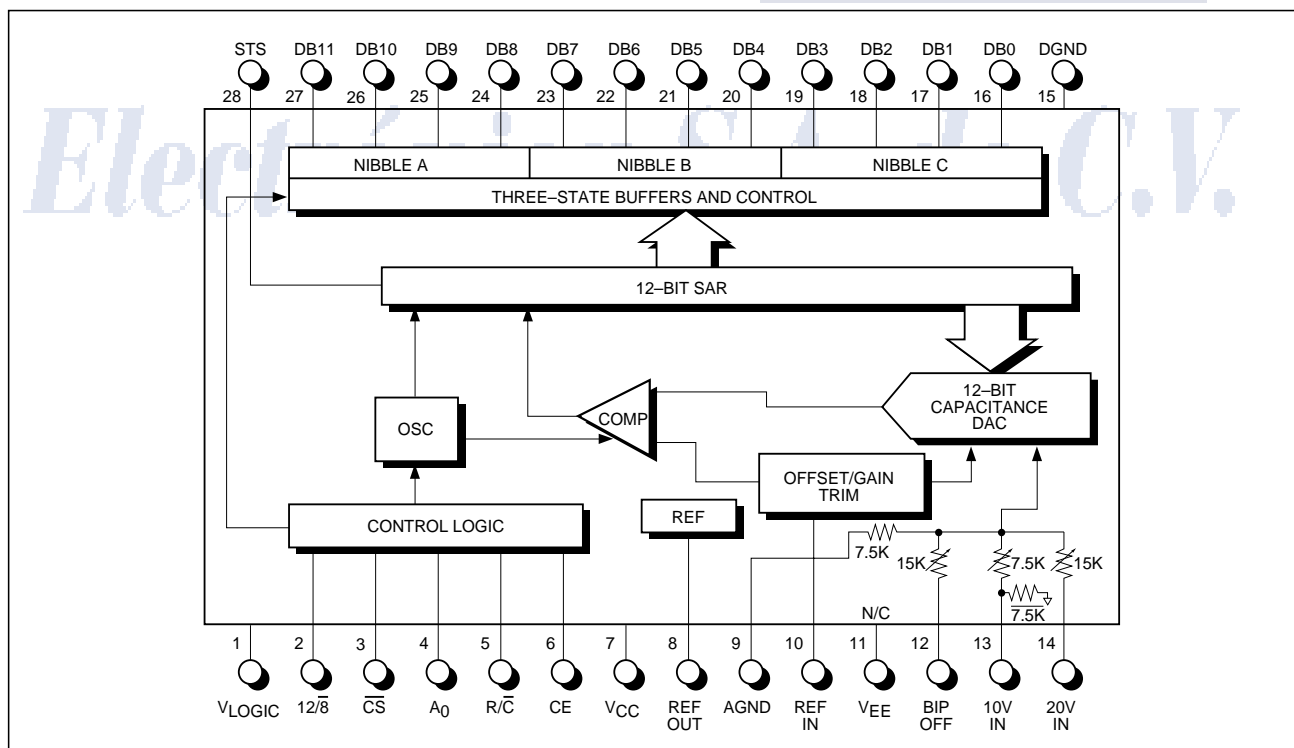 STS DB11 DB10 DB9 DB8 DB7 DB6 DB5 DB4 DB3 DB2 DB1 DB0 DGND
28 27 26 25 24 23 22 21 20 19 18 17 16 15
NIBBLE A NIBBLE B NIBBLE C
THREE–STATE BUFFERS AND CONTROL
12–BIT SAR
12–BIT
CAPACITANCE
DAC
COMP
OSC
OFFSET/GAIN
TRIM
REF
CONTROL LOGIC
7.5K
15K 7.5K 15K
7.5K
N/C
1 2 3 4 5 6 7 8 9 10 11 12 13 14
VLOGIC 12/8̅ C̅S̅ A0 R/C̅ CE VCC REF OUT AGND REF IN VEE BIP OFF 10V IN 20V IN
C.V.